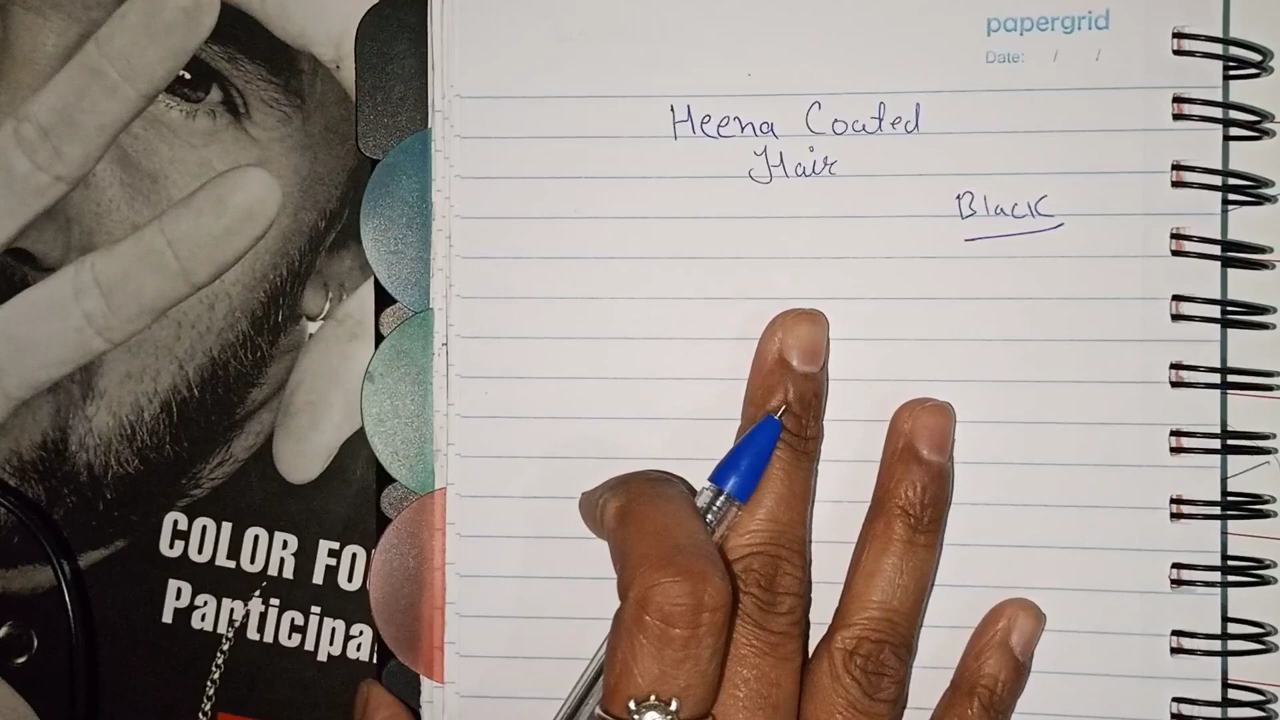 papergrid
Date: / /
Heena Coated
Hair
Black
COLOR FO
Participa